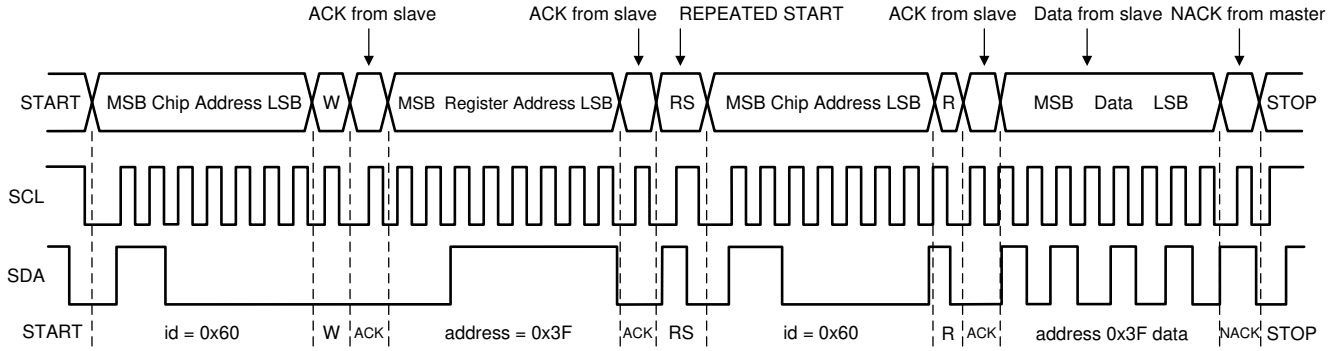 ACK from slave ACK from slave REPEATED START ACK from slave Data from slave NACK from master
START MSB Chip Address LSB W MSB Register Address LSB RS MSB Chip Address LSB R MSB Data LSB STOP
SCL
SDA
START id = 0x60 W ACK address = 0x3F ACK RS id = 0x60 R ACK address 0x3F data NACK STOP